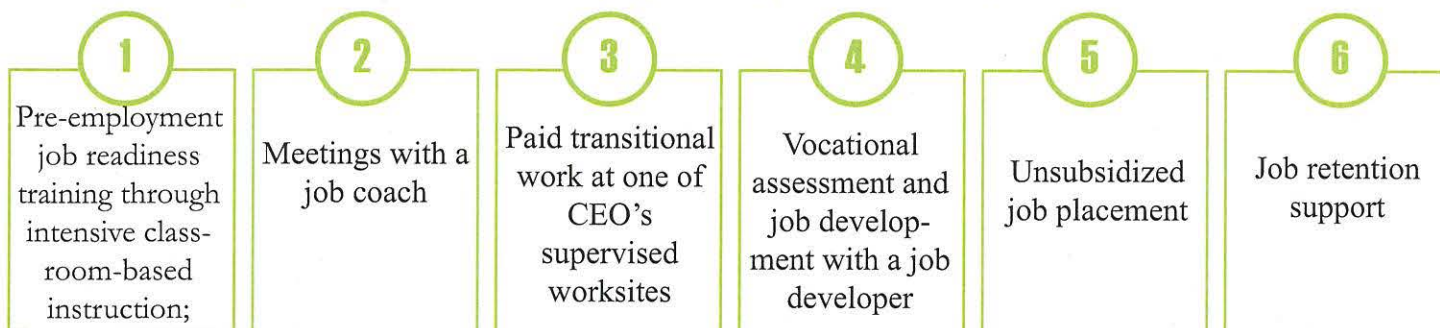 1
Pre-employment
job readiness
training through
intensive class-
room-based
instruction;
2
Meetings with a
job coach
3
Paid transitional
work at one of
CEO's
supervised
worksites
4
Vocational
assessment and
job develop-
ment with a job
developer
5
Unsubsidized
job placement
6
Job retention
support